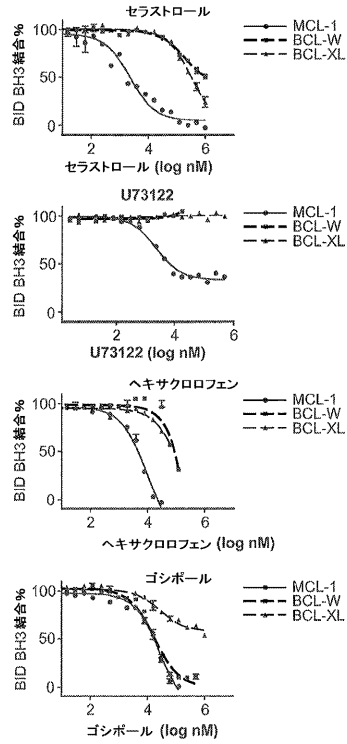 セラストロール
BID BH3結合%
100
50
0
2
4
6
セラストロール (log nM)
MCL-1
BCL-W
BCL-XL
U73122
BID BH3結合%
100
50
0
2
4
6
U73122 (log nM)
MCL-1
BCL-W
BCL-XL
ヘキサクロロフェン
BID BH3結合%
100
50
0
2
4
6
ヘキサクロロフェン (log nM)
MCL-1
BCL-W
BCL-XL
ゴシポール
BID BH3結合%
100
50
0
2
4
6
ゴシポール (log nM)
MCL-1
BCL-W
BCL-XL